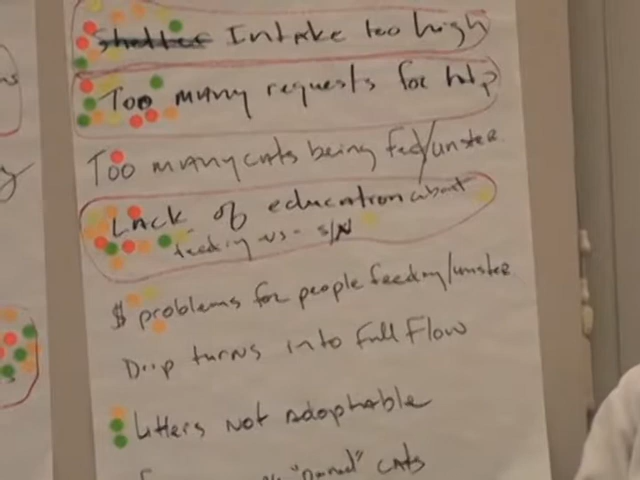 Shelter Intake too high
Too many requests for help
Too many cats being fed/unster
Lack of education about
feeding vs. S/N
$ problems for people feeding/unster
Drip turns into Full Flow
Litters not adoptable
"owned" cats